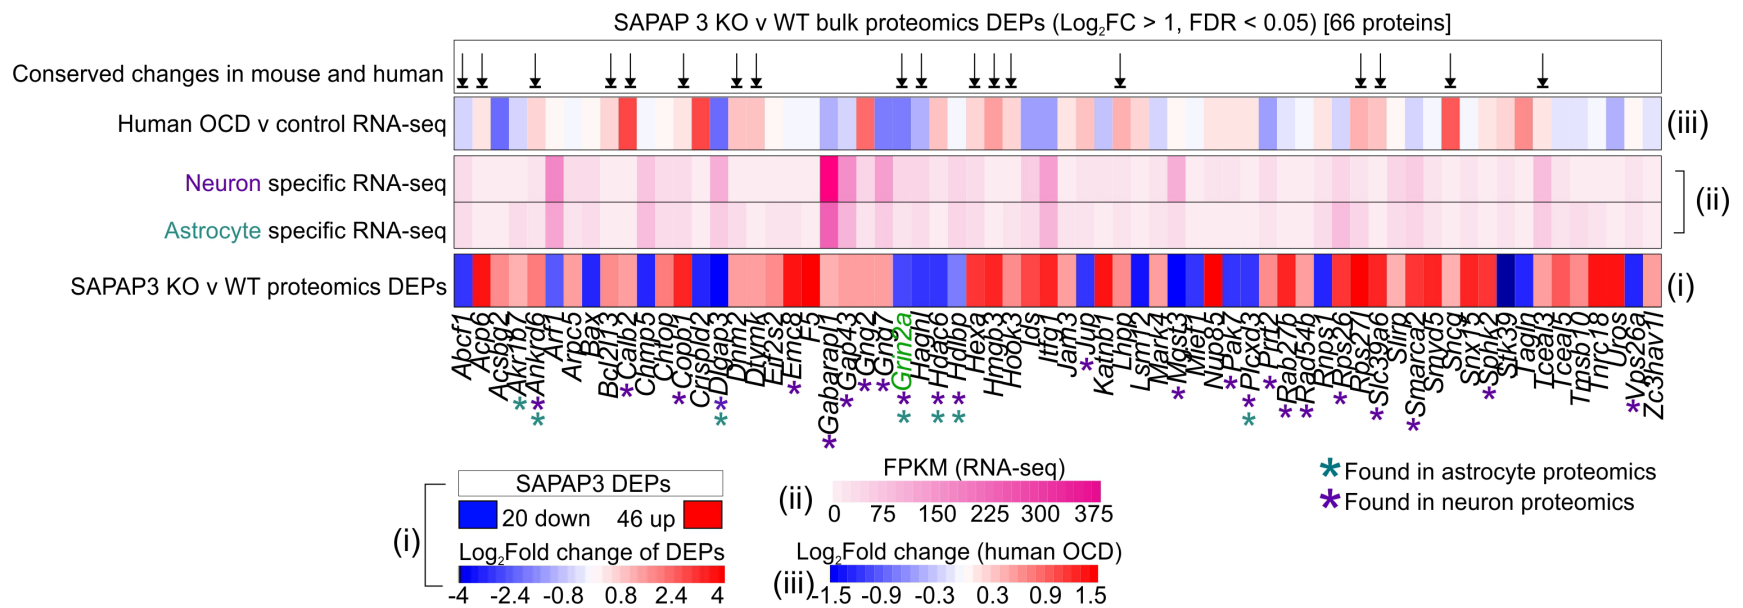 SAPAP 3 KO v WT bulk proteomics DEPs (Log2FC > 1, FDR < 0.05) [66 proteins]
Conserved changes in mouse and human
Human OCD v control RNA-seq
(iii)
Neuron specific RNA-seq
Astrocyte specific RNA-seq
(ii)
SAPAP3 KO v WT proteomics DEPs
(i)
Abcf1
Acp6
Acsbg2
*Akr1b7
*Ankrd6
Arf1
Arpc5
Bax
Bcl2l13
*Calb2
Chmp5
Chtop
*Copb1
Crispld2
*Dlgap3
Dnm2
Dtymk
Eif2s2
*Emc8
F5
*Gabarapl1
*Gap43
*Gng2
*Gng7
*Grin2a
Hagh
*Hdac6
*Hdlbp
Hexa
Hmgb3
Hook3
Ids
Itfg1
Jam3
*Jup
Katnb1
Lhpp
Lsm12
Mark4
*Mgst3
Mief1
Nup85
*Pak7
*Plcxd3
*Prrt2
*Rab27b
*Rad54b
Rnps1
*Rps26
Rps27l
*Slc39a6
Slirp
*Smarca2
Smyd5
Sncg
Snx15
*Sphk2
Stk39
Tagln
Tceal3
Tceal5
Tmsb10
Tnrc18
Uros
*Vps26a
Zc3hav1l
(i)
SAPAP3 DEPs
20 down 46 up
Log2Fold change of DEPs
-4 -2.4 -0.8 0.8 2.4 4
FPKM (RNA-seq)
(ii)
0 75 150 225 300 375
Log2Fold change (human OCD)
(iii)
-1.5 -0.9 -0.3 0.3 0.9 1.5
* Found in astrocyte proteomics
* Found in neuron proteomics